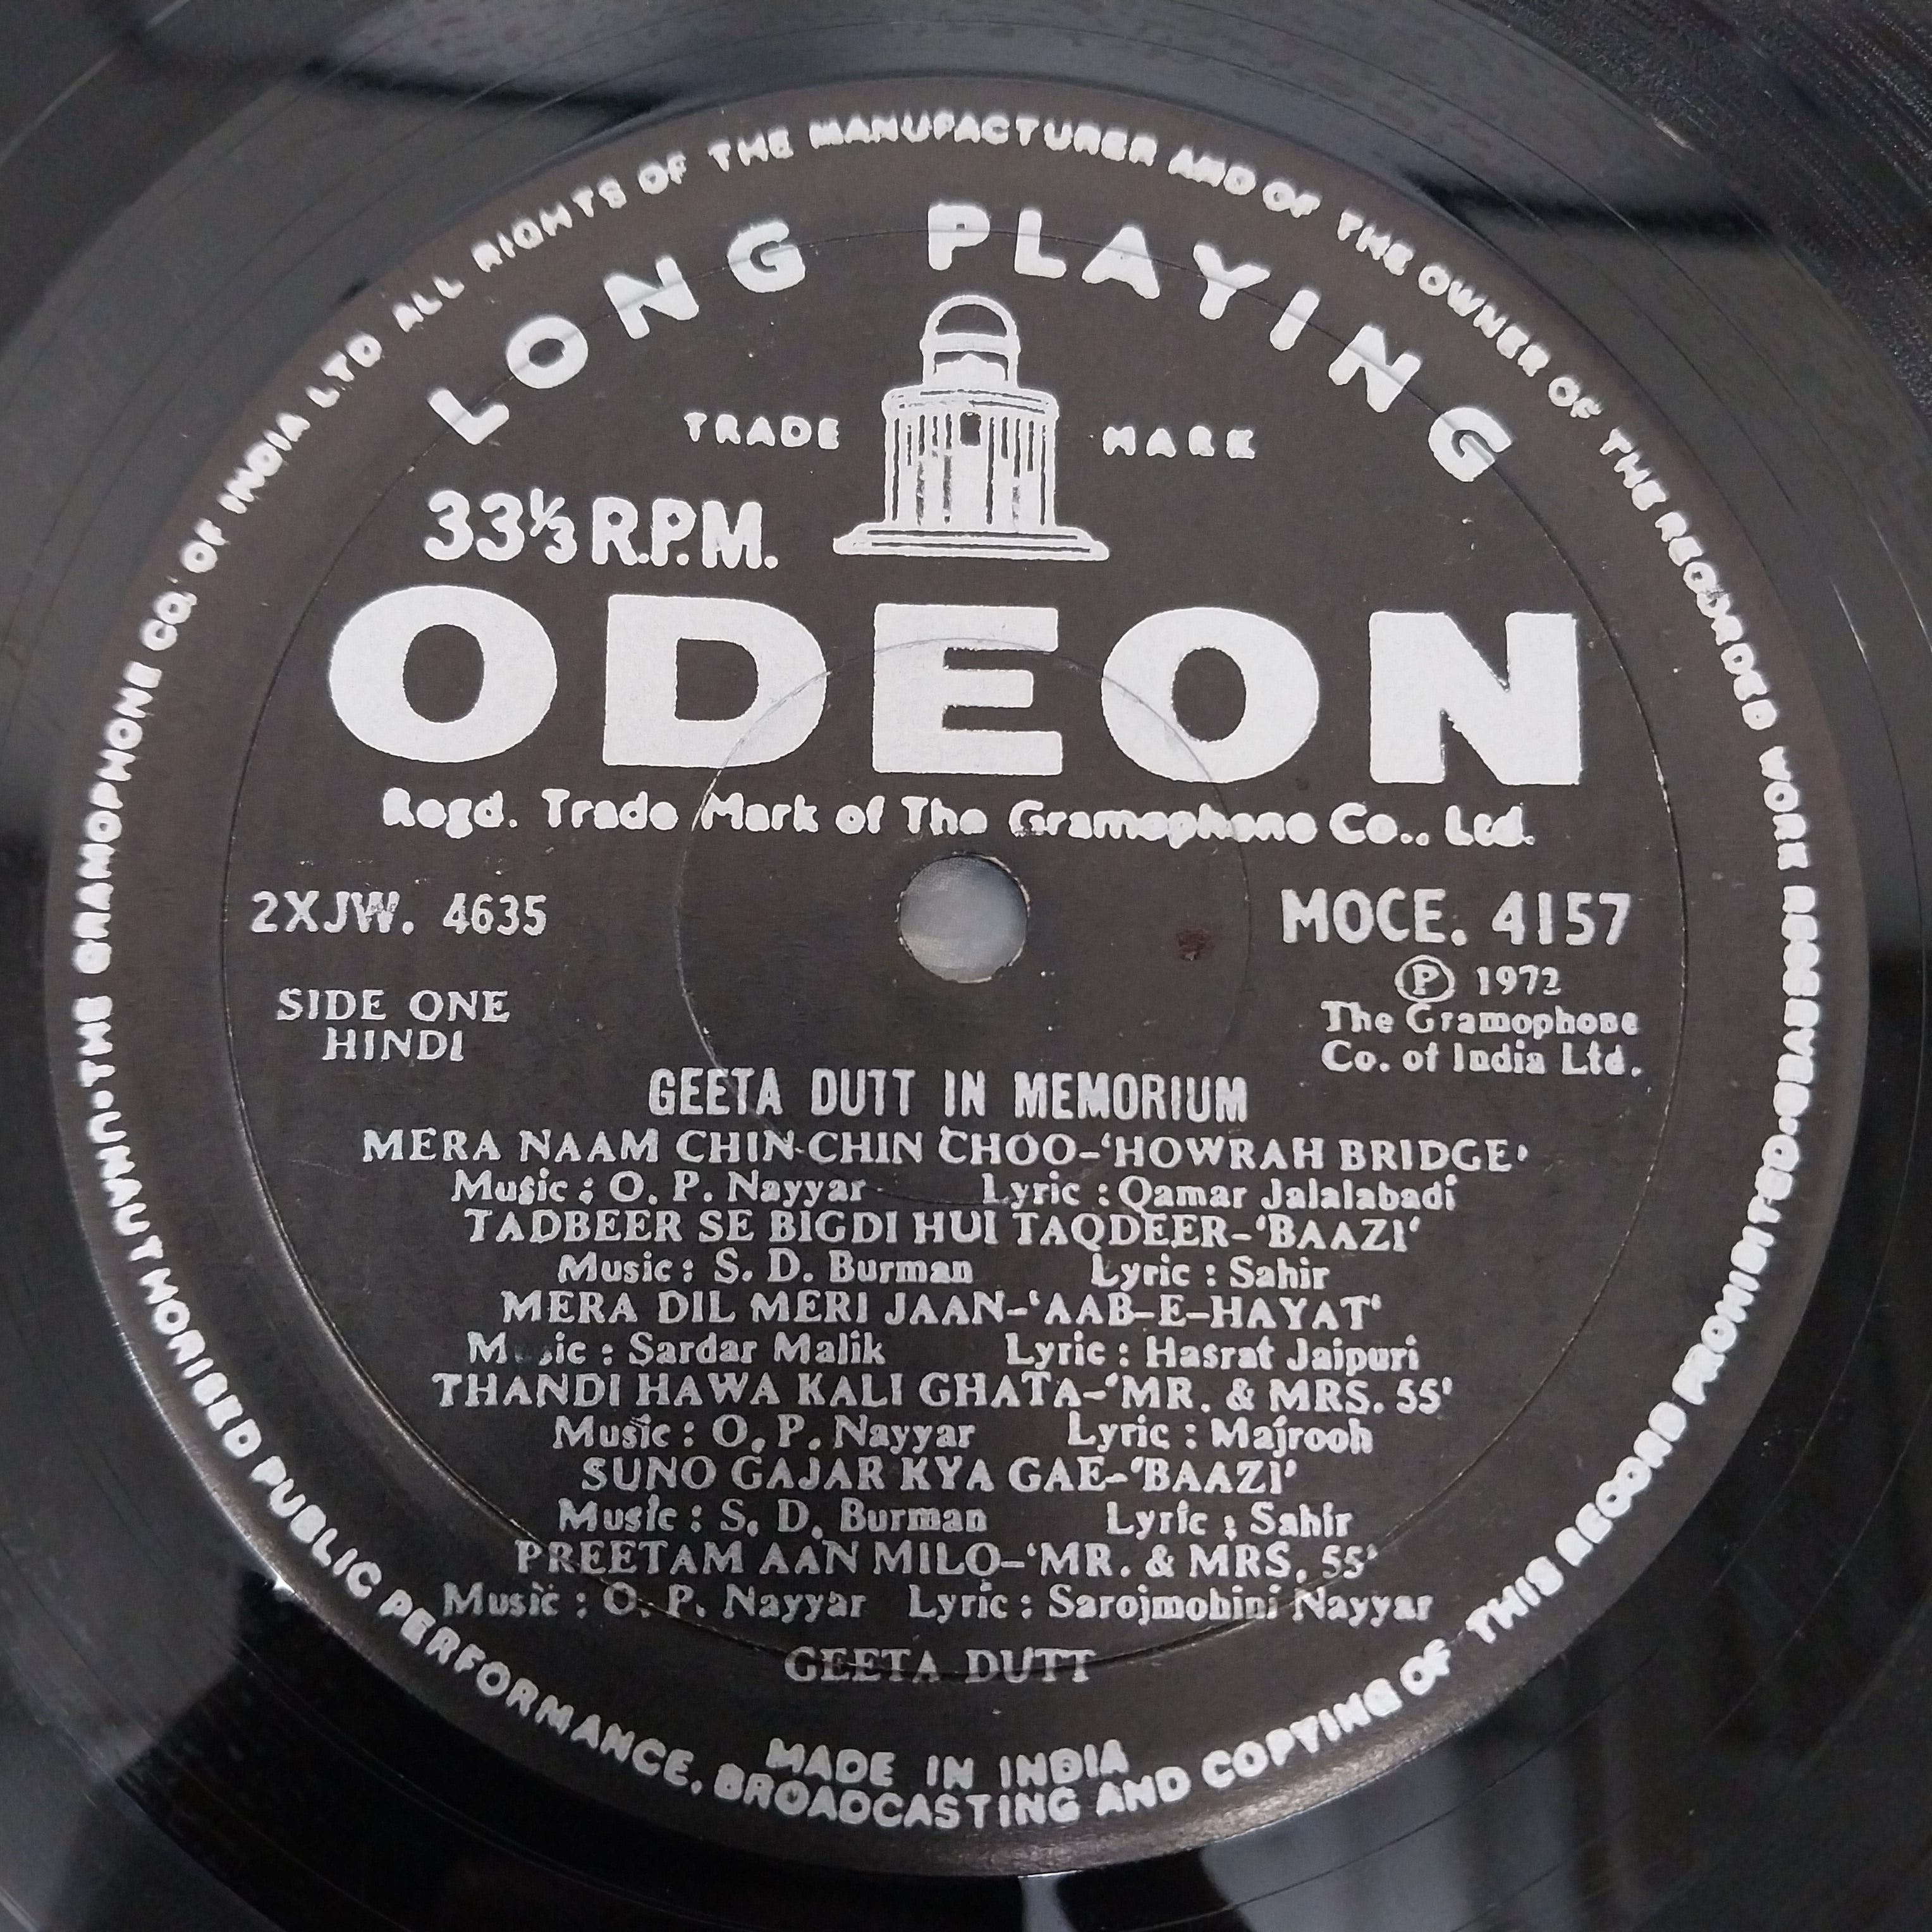 THE GRAMOPHONE CO. OF INDIA LTD ALL RIGHTS OF THE MANUFACTURER AND OF THE OWNER OF THE RECORDED WORK RESERVED. UNAUTHORISED PUBLIC PERFORMANCE, BROADCASTING AND COPYING OF THIS RECORD PROHIBITED.
LONG PLAYING
TRADE MARK
33⅓ R.P.M.
ODEON
Regd. Trade Mark of The Gramophone Co., Ltd.
2XJW. 4635
MOCE. 4157
SIDE ONE
HINDI
Ⓟ 1972
The Gramophone
Co. of India Ltd.
GEETA DUTT IN MEMORIUM
MERA NAAM CHIN-CHIN CHOO-'HOWRAH BRIDGE'
Music : O. P. Nayyar Lyric : Qamar Jalalabadi
TADBEER SE BIGDI HUI TAQDEER-'BAAZI'
Music : S. D. Burman Lyric : Sahir
MERA DIL MERI JAAN-'AAB-E-HAYAT'
Music : Sardar Malik Lyric : Hasrat Jaipuri
THANDI HAWA KALI GHATA-'MR. & MRS. 55'
Music : O. P. Nayyar Lyric : Majrooh
SUNO GAJAR KYA GAE-'BAAZI'
Music : S. D. Burman Lyric : Sahir
PREETAM AAN MILO-'MR. & MRS. 55'
Music : O. P. Nayyar Lyric : Sarojmohini Nayyar
GEETA DUTT
MADE IN INDIA